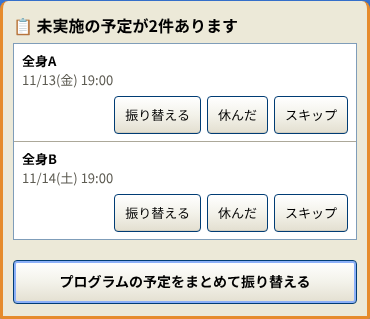 📋 未実施の予定が2件あります
全身A
11/13(金) 19:00
振り替える 休んだ スキップ
全身B
11/14(土) 19:00
振り替える 休んだ スキップ
プログラムの予定をまとめて振り替える